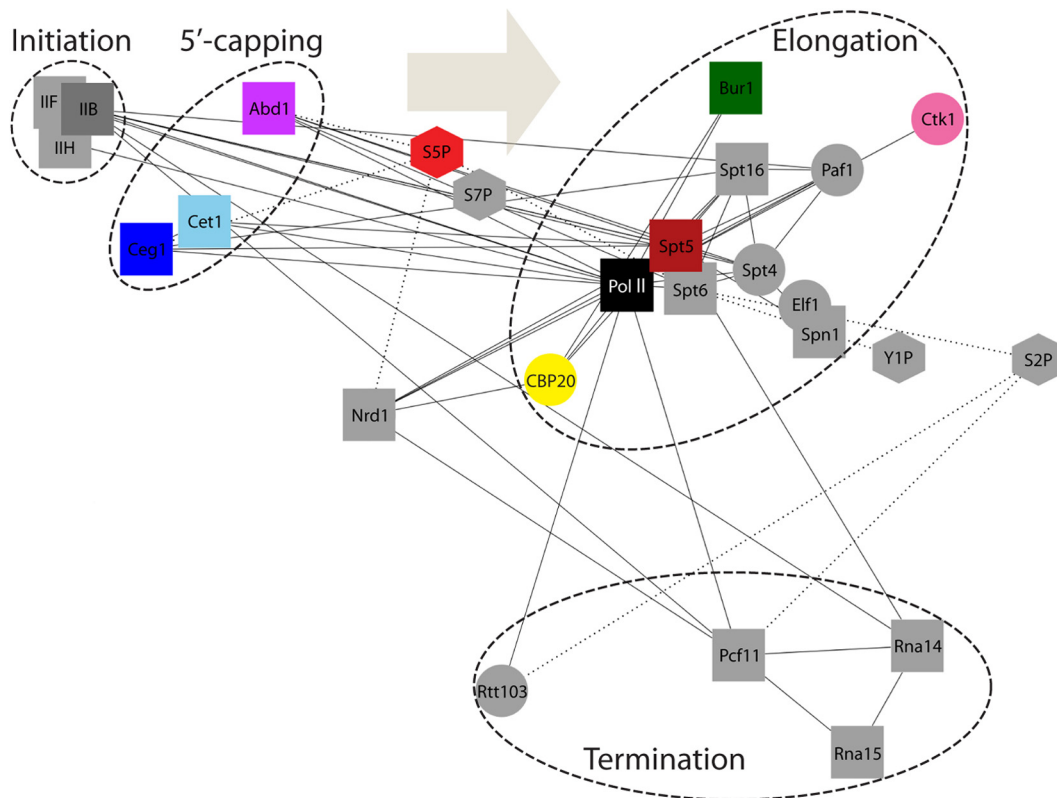 Initiation
5’-capping
Elongation
IIF
IIB
IIH
Abd1
Bur1
Ctk1
S5P
S7P
Spt16
Paf1
Cet1
Ceg1
Spt5
Spt4
Pol II
Spt6
Elf1
Spn1
Y1P
S2P
CBP20
Nrd1
Pcf11
Rna14
Rtt103
Rna15
Termination